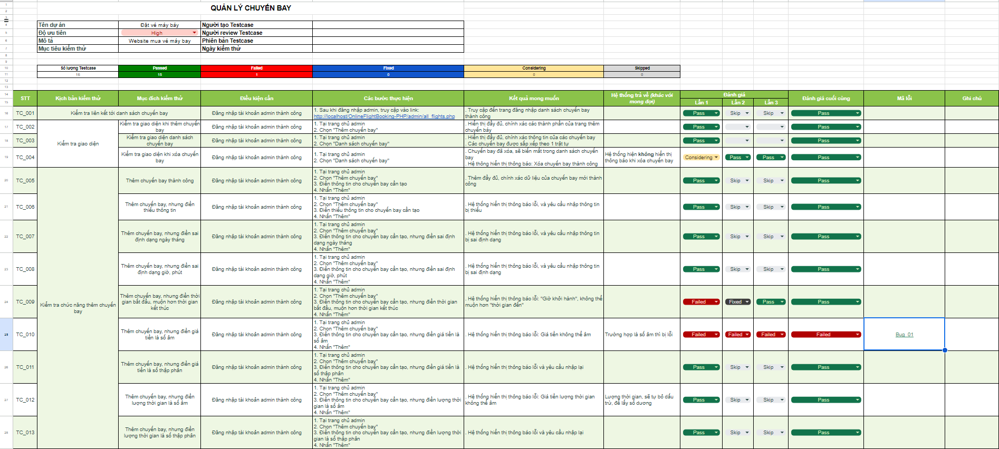 QUẢN LÝ CHUYẾN BAY
Tên dự án Đặt vé máy báy Người tạo Testcase
Độ ưu tiên High Người review Testcase
Mô tả Website mua vé máy bay Phiên bản Testcase
Mục tiêu kiểm thử Ngày kiểm thử
Số lượng Testcase Passed Failed Fixed Considering Skipped
16 15 1 0 0 0
STT Kịch bản kiểm thử Mục đích kiểm thử Điều kiện cần Các bước thực hiện Kết quả mong muốn Hệ thống trả về (khác với mong đợi) Đánh giá Đánh giá cuối cùng Mã lỗi Ghi chú
Lần 1 Lần 2 Lần 3
TC_001
Kiểm tra liên kết tới danh sách chuyến bay
Đăng nhập tài khoản admin thành công
1. Sau khi đăng nhập admin, truy cập vào link:
http://localhost/OnlineFlightBooking-PHP/admin/all_flights.php
. Truy cập đến trang đăng nhập danh sách chuyến bay
thành công
Pass Skip Skip Pass
TC_002
Kiểm tra giao diện
Kiểm tra giao diện khi thêm chuyến
bay
Đăng nhập tài khoản admin thành công
1. Tại trang chủ admin
2. Chọn "Thêm chuyến bay"
. Hiển thị đầy đủ, chính xác các thành phần của trang thêm
chuyến bảy
Pass Pass
TC_003
Kiểm tra giao diện danh sách
chuyến bay
Đăng nhập tài khoản admin thành công
1. Tại trang chủ admin
2. Chọn "Danh sách chuyến bay"
. Hiển thị đầy đủ, chính xác thông tin của các chuyến bay
. Các chuyến bay được sắp xếp theo 1 trật tự
Pass Pass
TC_004
Kiểm tra giao diện khi xóa chuyến
bay
Đăng nhập tài khoản admin thành công
1. Tại trang chủ admin
2. Chọn "Danh sách chuyến bay"
. Chuyến bay đã xóa, sẽ biến mất trong danh sách chuyến
bay
. Hệ thống hiển thị thông báo: Xóa chuyến bay thành công
Hệ thống hiện không hiển thị
thông báo khi xóa chuyến bay
Considering Pass Pass Pass
TC_005
Kiểm tra chức năng thêm chuyến
bay
Thêm chuyến bay thành công
Đăng nhập tài khoản admin thành công
1. Tại trang chủ admin
2. Chọn "Thêm chuyến bay"
3. Điền thông tin cho chuyến bay cần tạo
4. Nhấn "Thêm"
. Thêm đầy đủ, chính xác dữ liệu của chuyến bay mới thành
công
Pass Skip Skip Pass
TC_006
Thêm chuyến bay, nhưng điền
thiếu thông tin
Đăng nhập tài khoản admin thành công
1. Tại trang chủ admin
2. Chọn "Thêm chuyến bay"
3. Điền thiếu thông tin cho chuyến bay cần tạo
4. Nhấn "Thêm"
. Hệ thống hiển thị thông báo lỗi, và yêu cầu nhập thông tin
bị thiếu
Pass Skip Skip Pass
TC_007
Thêm chuyến bay, nhưng điền sai
định dạng ngày tháng
Đăng nhập tài khoản admin thành công
1. Tại trang chủ admin
2. Chọn "Thêm chuyến bay"
3. Điền thông tin cho chuyến bay cần tạo, nhưng điền sai định
dạng ngày tháng
4. Nhấn "Thêm"
. Hệ thống hiển thị thông báo lỗi, và yêu cầu nhập thông tin
bị sai định dạng
Pass Skip Skip Pass
TC_008
Thêm chuyến bay, nhưng điền sai
định dạng giờ, phút
Đăng nhập tài khoản admin thành công
1. Tại trang chủ admin
2. Chọn "Thêm chuyến bay"
3. Điền thông tin cho chuyến bay cần tạo, nhưng điền sai định
dạng giờ, phút
4. Nhấn "Thêm"
. Hệ thống hiển thị thông báo lỗi, và yêu cầu nhập thông tin
bị sai định dạng
Pass Skip Skip Pass
TC_009
Thêm chuyến bay, nhưng điền thời
gian bắt đầu, muộn hơn thời gian
kết thúc
Đăng nhập tài khoản admin thành công
1. Tại trang chủ admin
2. Chọn "Thêm chuyến bay"
3. Điền thông tin cho chuyến bay cần tạo, nhưng điền thời gian
bắt đầu, muộn hơn thời gian kết thúc
4. Nhấn "Thêm"
. Hệ thống hiển thị thông báo lỗi: "Giờ khởi hành", không thể
muộn hơn "thời gian đến"
Failed Fixed Pass Pass
TC_010
Thêm chuyến bay, nhưng điền giá
tiền là số âm
Đăng nhập tài khoản admin thành công
1. Tại trang chủ admin
2. Chọn "Thêm chuyến bay"
3. Điền thông tin cho chuyến bay cần tạo, nhưng điền giá tiền là
số âm
4. Nhấn "Thêm"
. Hệ thống hiển thị thông báo lỗi: Giá tiền không thể âm
Trường hợp là số âm thì bị lỗi
Failed Failed Failed Failed Bug_01
TC_011
Thêm chuyến bay, nhưng điền giá
tiền là số thập phân
Đăng nhập tài khoản admin thành công
1. Tại trang chủ admin
2. Chọn "Thêm chuyến bay"
3. Điền thông tin cho chuyến bay cần tạo, nhưng điền giá tiền là
số thập phân
4. Nhấn "Thêm"
. Hệ thống hiển thị thông báo lỗi và yêu cầu nhập lại
Pass Skip Skip Pass
TC_012
Thêm chuyến bay, nhưng điền
lượng thời gian là số âm
Đăng nhập tài khoản admin thành công
1. Tại trang chủ admin
2. Chọn "Thêm chuyến bay"
3. Điền thông tin cho chuyến bay cần tạo, nhưng điền lượng thời
gian là số âm
4. Nhấn "Thêm"
. Hệ thống hiển thị thông báo lỗi: Giá tiền lượng thời gian
không thể âm
Lượng thời gian, sẽ tự bỏ dấu
trừ, để lấy số dương
Pass Skip Skip Pass
TC_013
Thêm chuyến bay, nhưng điền
lượng thời gian là số thập phân
Đăng nhập tài khoản admin thành công
1. Tại trang chủ admin
2. Chọn "Thêm chuyến bay"
3. Điền thông tin cho chuyến bay cần tạo, nhưng điền lượng thời
gian là số thập phân
4. Nhấn "Thêm"
. Hệ thống hiển thị thông báo lỗi và yêu cầu nhập lại
Pass Skip Skip Pass